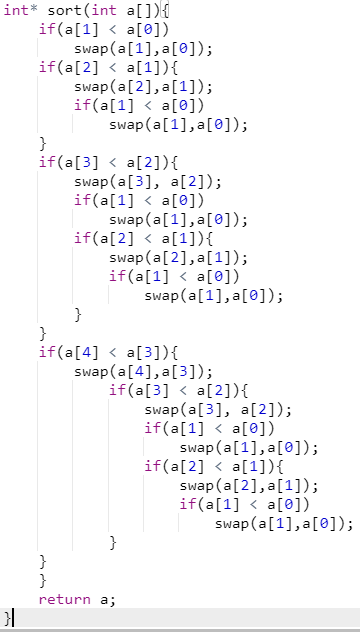 int* sort(int a[]){
    if(a[1] < a[0])
        swap(a[1],a[0]);
    if(a[2] < a[1]){
        swap(a[2],a[1]);
        if(a[1] < a[0])
            swap(a[1],a[0]);
    }
    if(a[3] < a[2]){
        swap(a[3], a[2]);
        if(a[1] < a[0])
            swap(a[1],a[0]);
        if(a[2] < a[1]){
            swap(a[2],a[1]);
            if(a[1] < a[0])
                swap(a[1],a[0]);
        }
    }
    if(a[4] < a[3]){
        swap(a[4],a[3]);
            if(a[3] < a[2]){
                swap(a[3], a[2]);
                if(a[1] < a[0])
                    swap(a[1],a[0]);
                if(a[2] < a[1]){
                    swap(a[2],a[1]);
                    if(a[1] < a[0])
                        swap(a[1],a[0]);
            }
    }
    }
    return a;
}